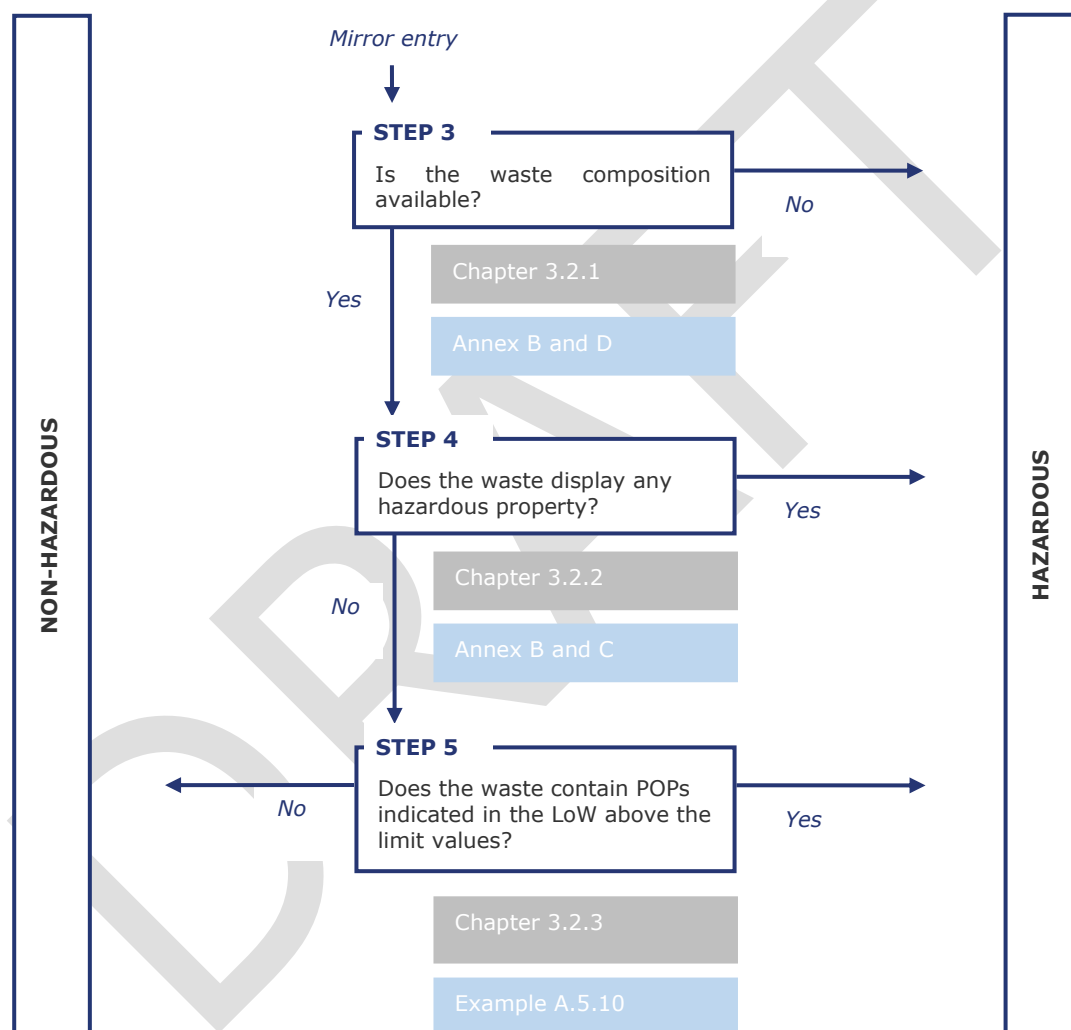 Mirror entry
STEP 3
Is the waste composition
available?
No
Chapter 3.2.1
Yes
Annex B and D
NON-HAZARDOUS
HAZARDOUS
STEP 4
Does the waste display any
hazardous property?
Yes
Chapter 3.2.2
No
Annex B and C
STEP 5
Does the waste contain POPs
indicated in the LoW above the
limit values?
No
Yes
Chapter 3.2.3
Example A.5.10
DRAFT